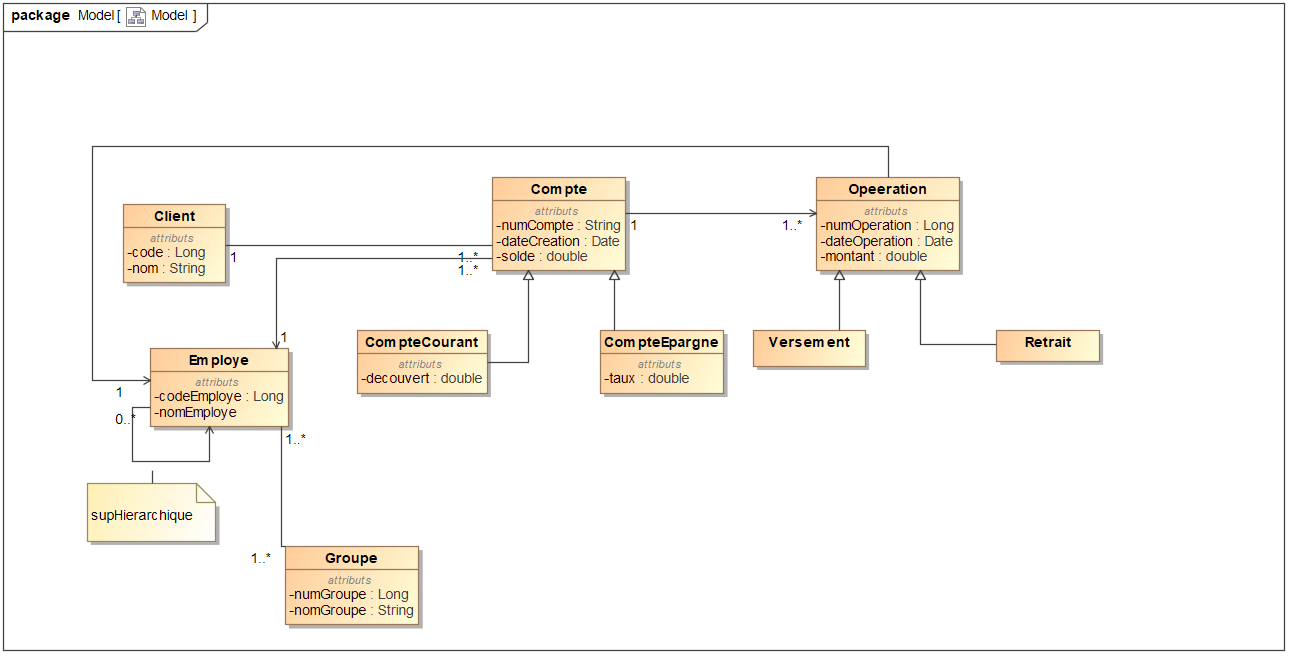 package Model [ Model ]
Client
attributs
-code : Long
-nom : String
1
Compte
attributs
-numCompte : String
-dateCreation : Date
-solde : double
1
1..*
1..*
1..*
Opeeration
attributs
-numOperation : Long
-dateOperation : Date
-montant : double
1
CompteCourant
attributs
-decouvert : double
CompteEpargne
attributs
-taux : double
Versement
Retrait
Employe
attributs
-codeEmploye : Long
-nomEmploye
1
0..*
1..*
supHierarchique
1..*
Groupe
attributs
-numGroupe : Long
-nomGroupe : String